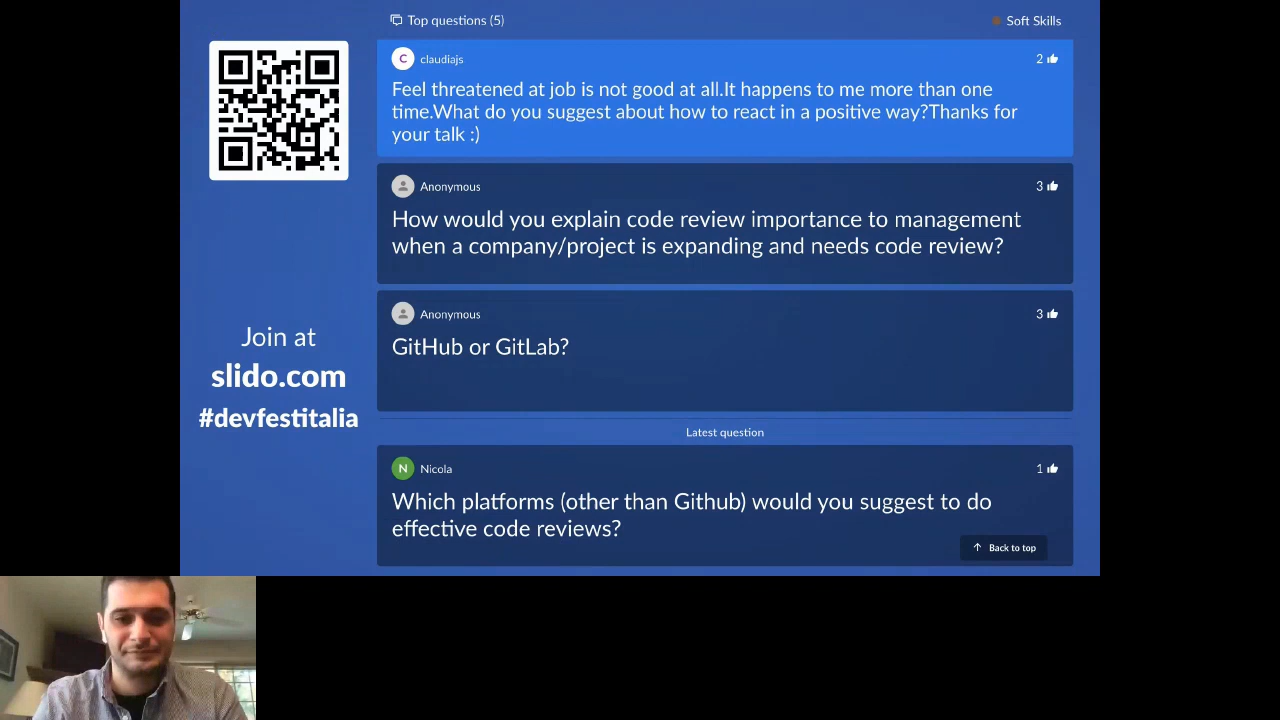 Top questions (5)
Soft Skills
C
claudiajs
2
Feel threatened at job is not good at all.It happens to me more than one
time.What do you suggest about how to react in a positive way?Thanks for
your talk :)
Anonymous
3
How would you explain code review importance to management
when a company/project is expanding and needs code review?
Anonymous
3
GitHub or GitLab?
Join at
slido.com
#devfestitalia
Latest question
N
Nicola
1
Which platforms (other than Github) would you suggest to do
effective code reviews?
Back to top